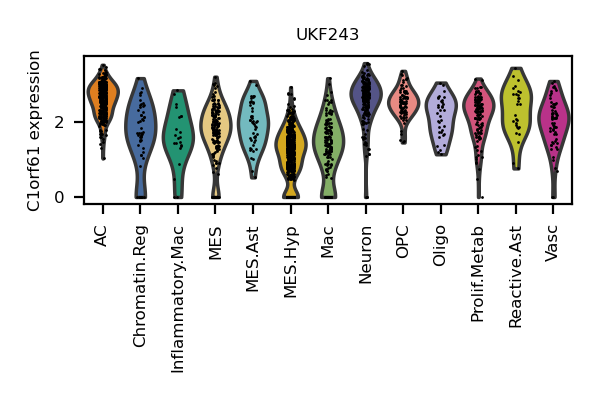 UKF243
C1orf61 expression
2
0
AC
Chromatin.Reg
Inflammatory.Mac
MES
MES.Ast
MES.Hyp
Mac
Neuron
OPC
Oligo
Prolif.Metab
Reactive.Ast
Vasc